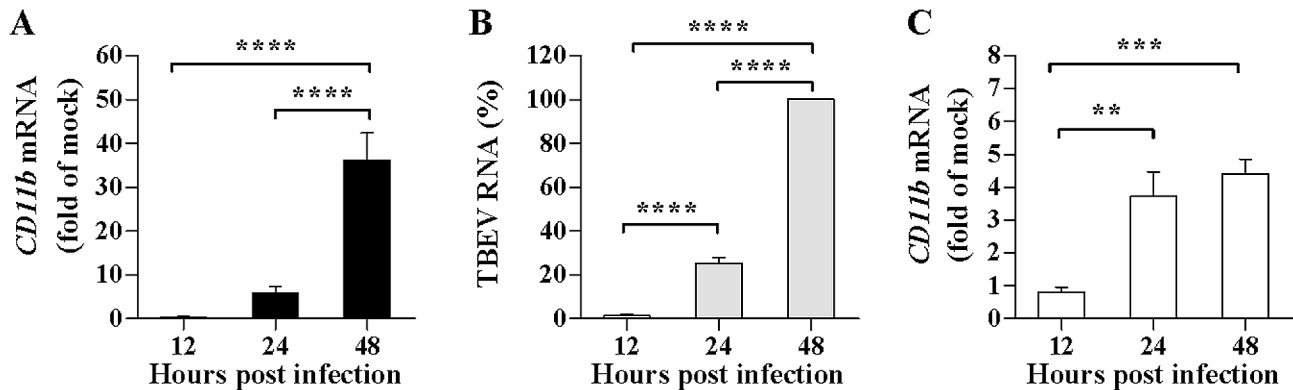 A
CD11b mRNA
(fold of mock)
60
50
40
30
20
10
0
****
****
12 24 48
Hours post infection
B
TBEV RNA (%)
120
100
80
60
40
20
0
****
****
****
12 24 48
Hours post infection
C
CD11b mRNA
(fold of mock)
8
7
6
5
4
3
2
1
0
***
**
12 24 48
Hours post infection